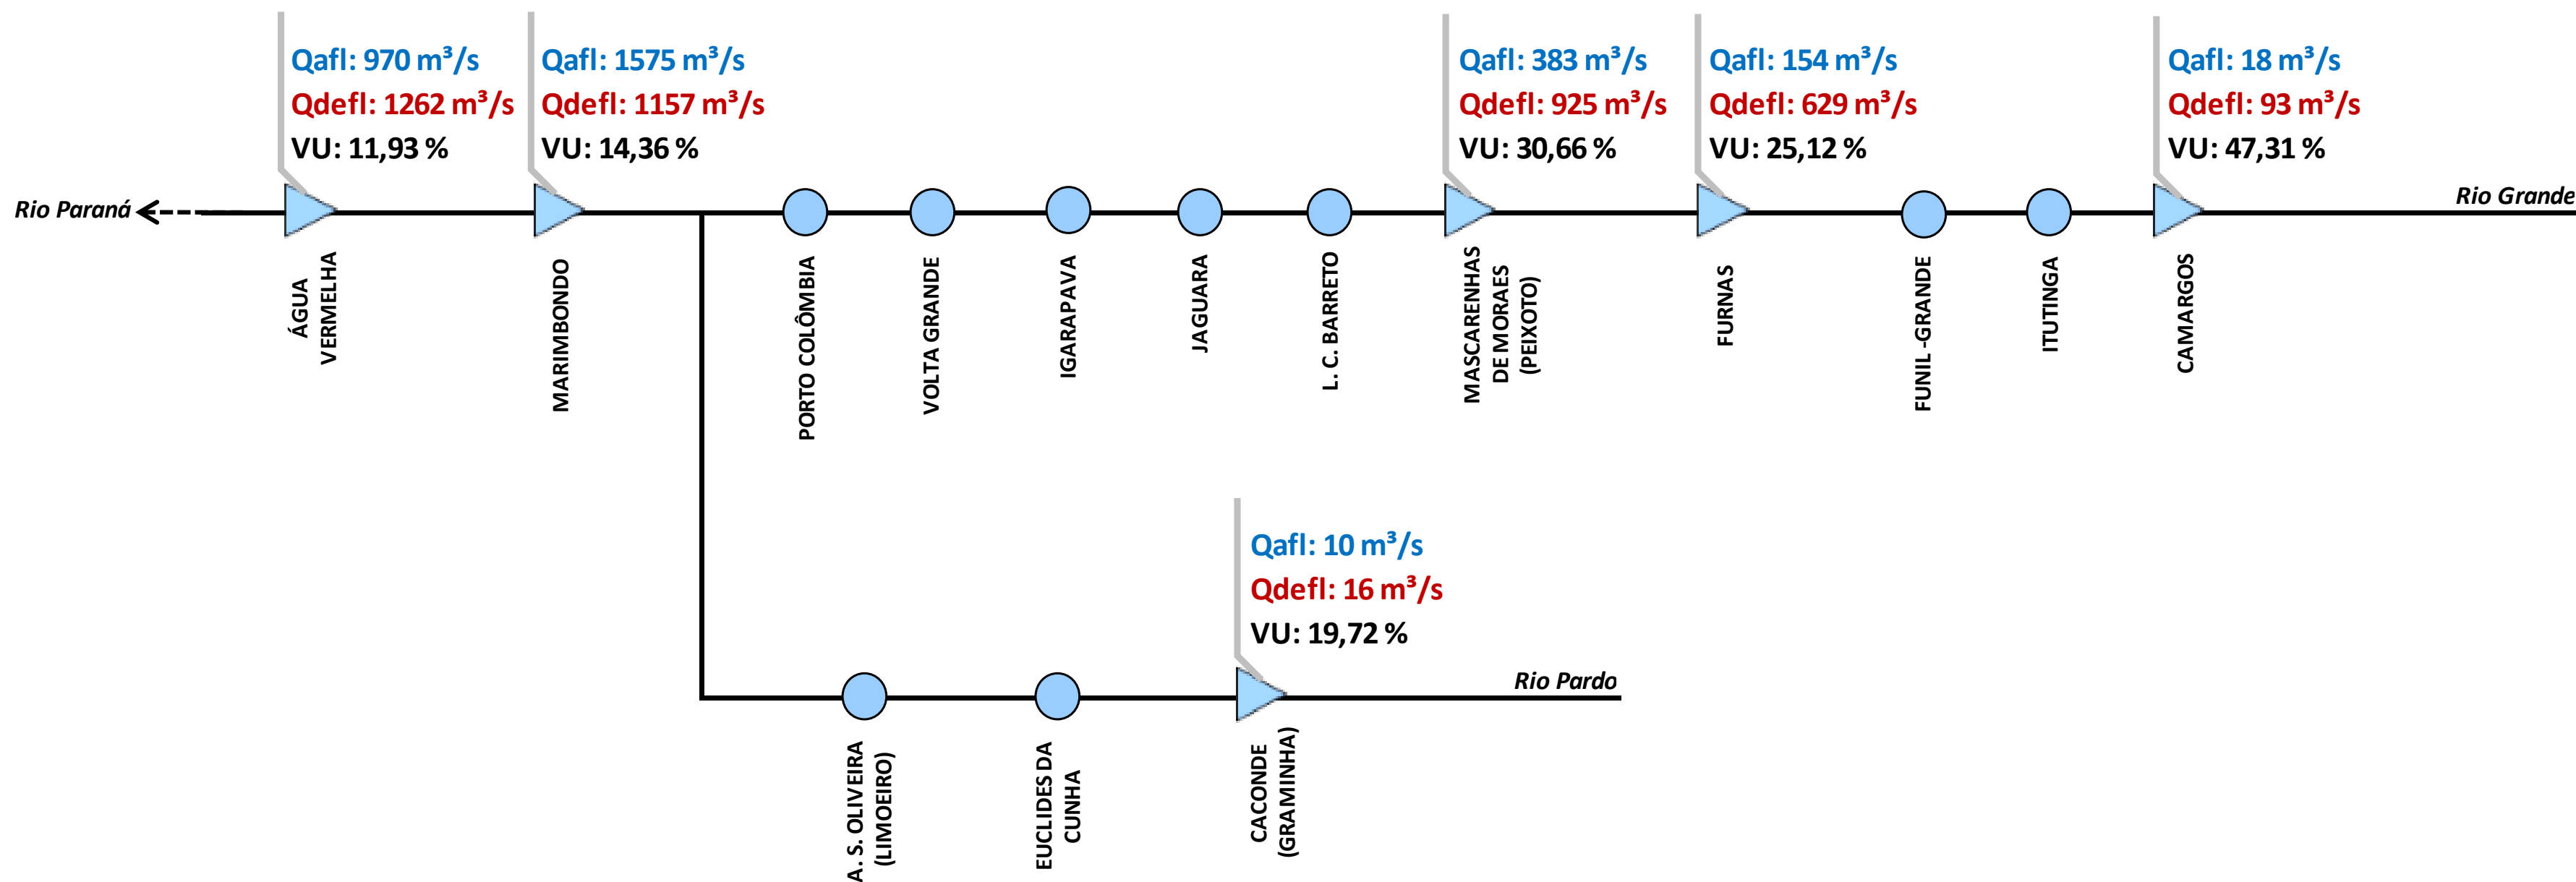 Qafl: 970 m³/s
Qdefl: 1262 m³/s
VU: 11,93 %
Qafl: 1575 m³/s
Qdefl: 1157 m³/s
VU: 14,36 %
Qafl: 383 m³/s
Qdefl: 925 m³/s
VU: 30,66 %
Qafl: 154 m³/s
Qdefl: 629 m³/s
VU: 25,12 %
Qafl: 18 m³/s
Qdefl: 93 m³/s
VU: 47,31 %
Rio Paraná
Rio Grande
ÁGUA
VERMELHA
MARIMBONDO
PORTO COLÔMBIA
VOLTA GRANDE
IGARAPAVA
JAGUARA
L. C. BARRETO
MASCARENHAS
DE MORAES
(PEIXOTO)
FURNAS
FUNIL -GRANDE
ITUTINGA
CAMARGOS
Qafl: 10 m³/s
Qdefl: 16 m³/s
VU: 19,72 %
Rio Pardo
A. S. OLIVEIRA
(LIMOEIRO)
EUCLIDES DA
CUNHA
CACONDE
(GRAMINHA)